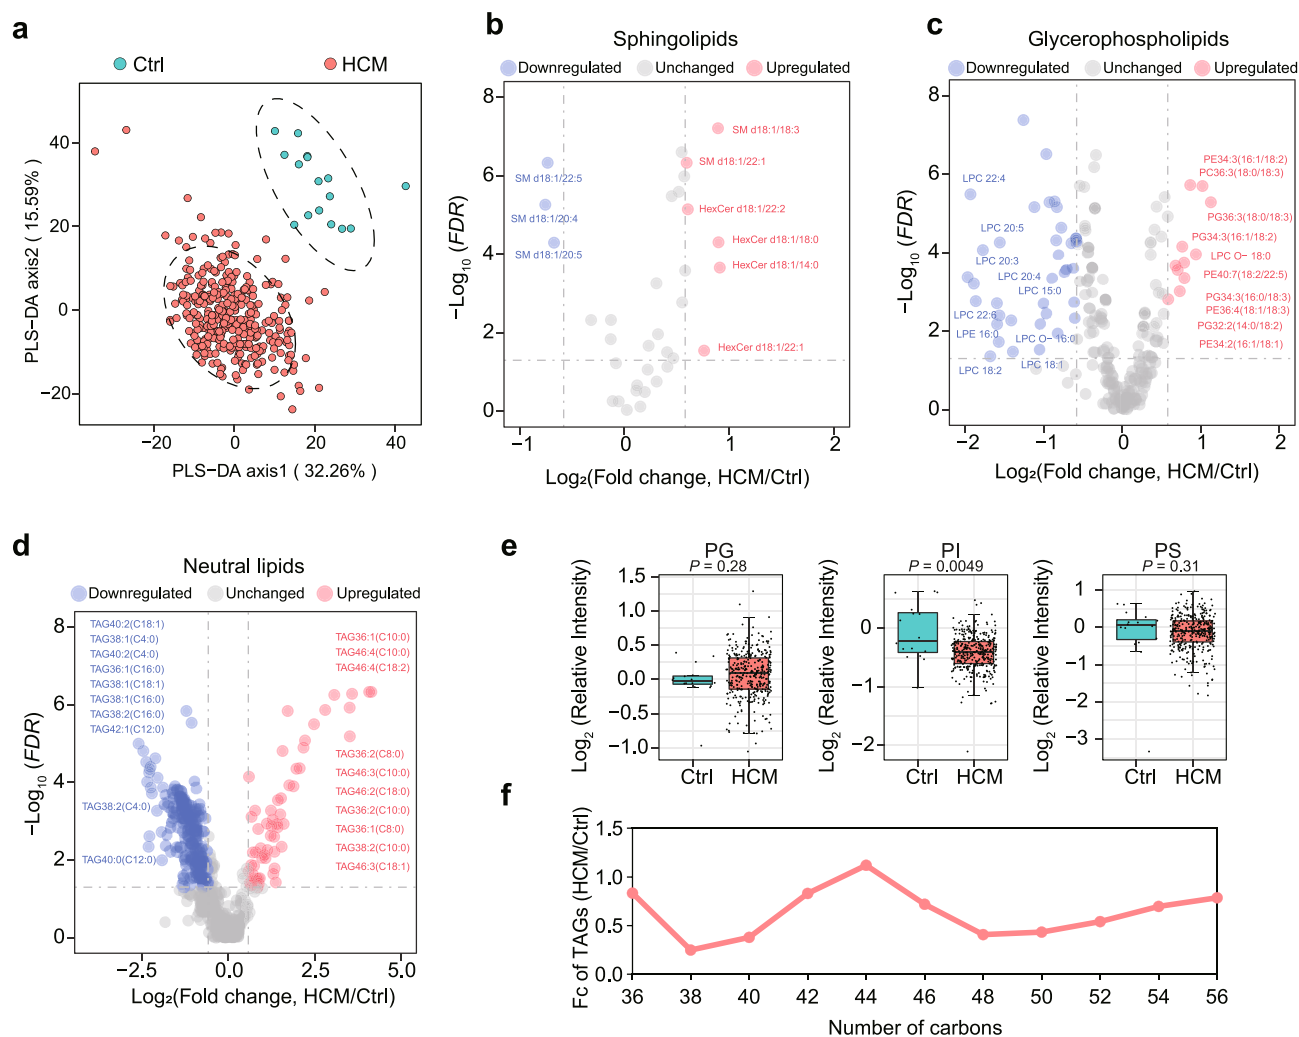 a
Ctrl
HCM
PLS−DA axis2 ( 15.59%)
40
20
0
−20
−20
0
20
40
PLS−DA axis1 ( 32.26% )
b
Sphingolipids
Downregulated
Unchanged
Upregulated
−Log₁₀ (FDR)
8
6
4
2
0
SM d18:1/18:3
SM d18:1/22:1
SM d18:1/22:5
HexCer d18:1/22:2
SM d18:1/20:4
HexCer d18:1/18:0
SM d18:1/20:5
HexCer d18:1/14:0
HexCer d18:1/22:1
−1
0
1
2
Log₂(Fold change, HCM/Ctrl)
c
Glycerophospholipids
Downregulated
Unchanged
Upregulated
−Log₁₀ (FDR)
8
6
4
2
0
LPC 22:4
LPC 20:5
LPC 20:3
LPC 20:4
LPC 15:0
LPC 22:6
LPE 16:0
LPC O− 16:0
LPC 18:2
LPC 18:1
PE34:3(16:1/18:2)
PC36:3(18:0/18:3)
PG36:3(18:0/18:3)
PG34:3(16:1/18:2)
LPC O− 18:0
PE40:7(18:2/22:5)
PG34:3(16:0/18:3)
PE36:4(18:1/18:3)
PG32:2(14:0/18:2)
PE34:2(16:1/18:1)
−2
−1
0
1
2
Log₂(Fold change, HCM/Ctrl)
d
Neutral lipids
Downregulated
Unchanged
Upregulated
−Log₁₀ (FDR)
8
6
4
2
0
TAG40:2(C18:1)
TAG38:1(C4:0)
TAG40:2(C4:0)
TAG36:1(C16:0)
TAG38:1(C18:1)
TAG38:1(C16:0)
TAG38:2(C16:0)
TAG42:1(C12:0)
TAG38:2(C4:0)
TAG40:0(C12:0)
TAG36:1(C10:0)
TAG46:4(C10:0)
TAG46:4(C18:2)
TAG36:2(C8:0)
TAG46:3(C10:0)
TAG46:2(C18:0)
TAG36:2(C10:0)
TAG36:1(C8:0)
TAG38:2(C10:0)
TAG46:3(C18:1)
−2.5
0.0
2.5
5.0
Log₂(Fold change, HCM/Ctrl)
e
PG
P = 0.28
Log₂ (Relative Intensity)
1.5
1.0
0.5
0.0
−0.5
−1.0
Ctrl
HCM
PI
P = 0.0049
Log₂ (Relative Intensity)
0
−1
−2
Ctrl
HCM
PS
P = 0.31
Log₂ (Relative Intensity)
1
0
−1
−2
−3
Ctrl
HCM
f
Fc of TAGs (HCM/Ctrl)
1.5
1.0
0.5
0.0
36
38
40
42
44
46
48
50
52
54
56
Number of carbons